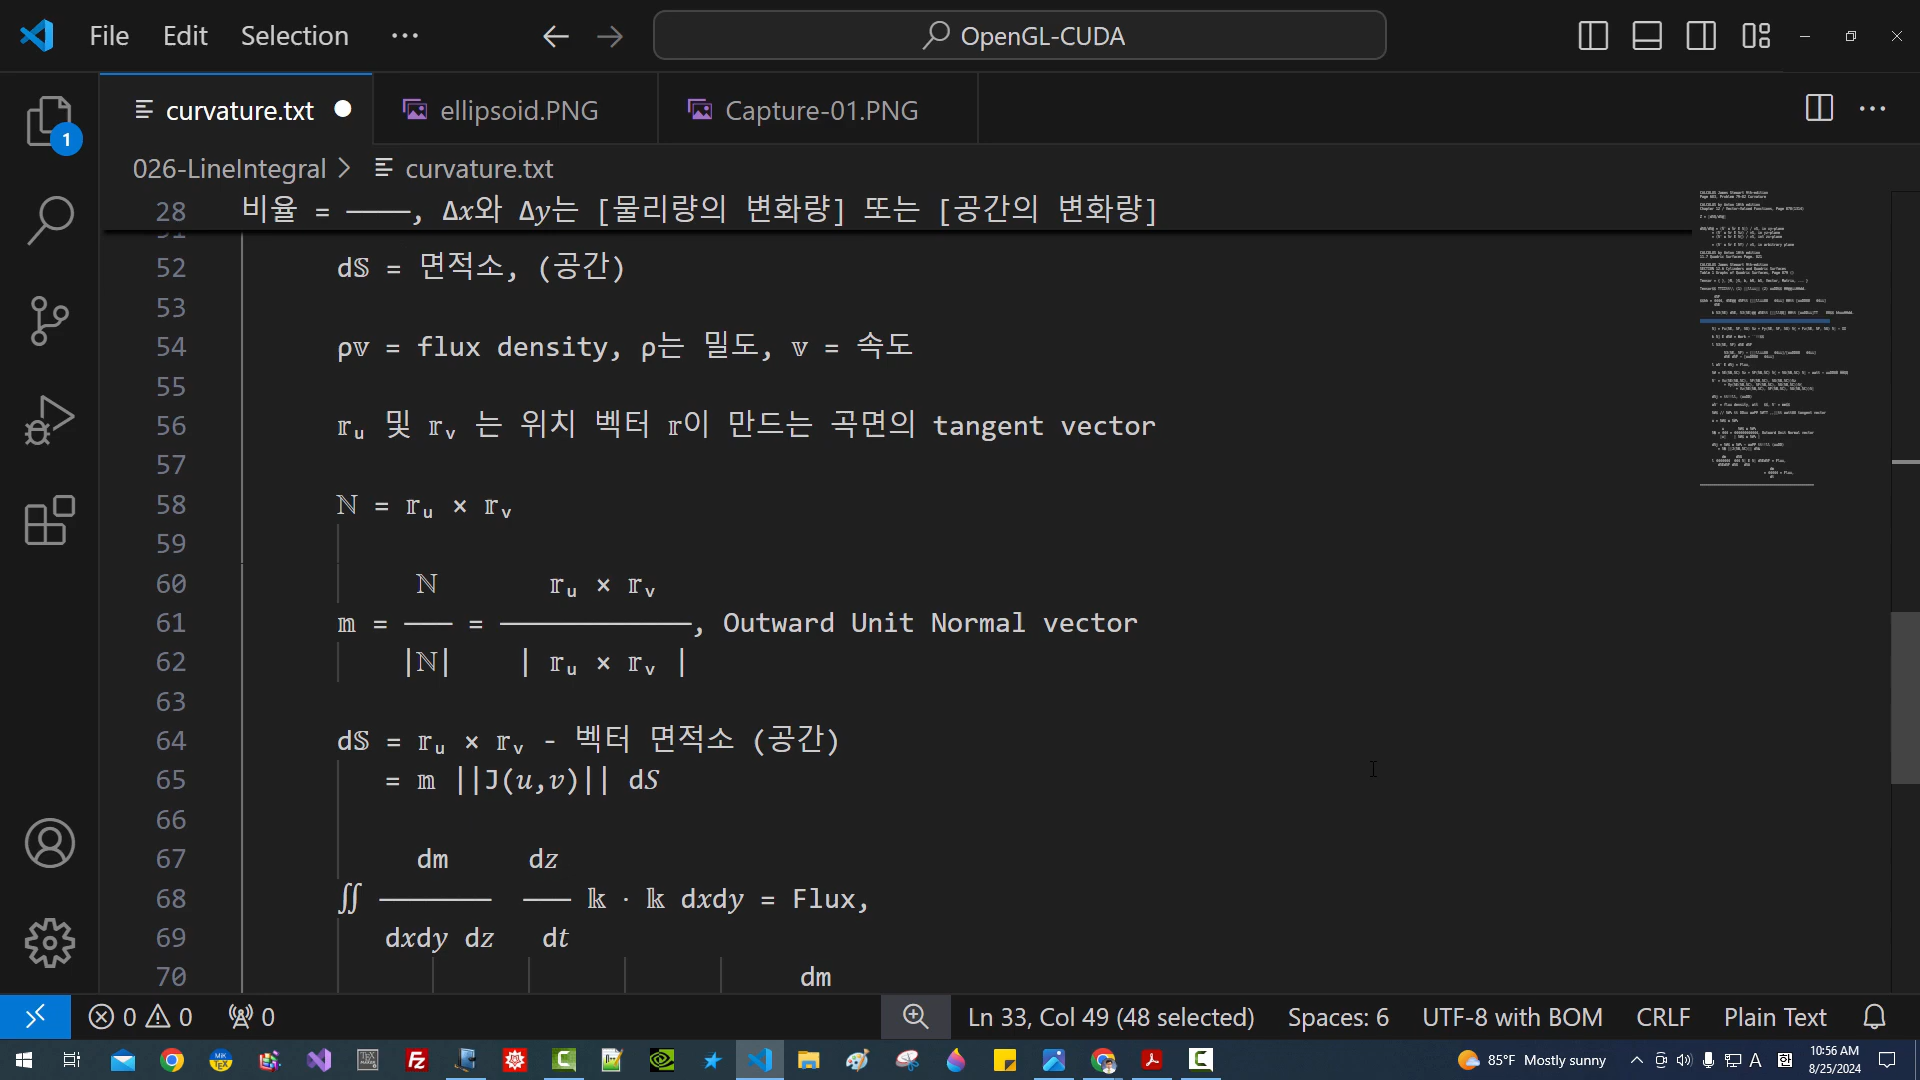 File Edit Selection ···
OpenGL-CUDA
curvature.txt
ellipsoid.PNG
Capture-01.PNG
1
026-LineIntegral > curvature.txt
28 비율 = ────, Δx와 Δy는 [물리량의 변화량] 또는 [공간의 변화량]
52 d𝕊 = 면적소, (공간)
53
54 ρ𝕧 = flux density, ρ는 밀도, 𝕧 = 속도
55
56 𝕣ᵤ 및 𝕣ᵥ 는 위치 벡터 𝕣이 만드는 곡면의 tangent vector
57
58 ℕ = 𝕣ᵤ × 𝕣ᵥ
59
60 ℕ 𝕣ᵤ × 𝕣ᵥ
61 𝕟 = ─── = ────────────, Outward Unit Normal vector
62 |ℕ| | 𝕣ᵤ × 𝕣ᵥ |
63
64 d𝕊 = 𝕣ᵤ × 𝕣ᵥ - 벡터 면적소 (공간)
65 = 𝕟 ||J(u,v)|| dS
66
67 dm dz
68 ∬ ─────── ─── 𝕜 · 𝕜 dxdy = Flux,
69 dxdy dz dt
70 dm
0 0 0
Ln 33, Col 49 (48 selected) Spaces: 6 UTF-8 with BOM CRLF Plain Text
85°F Mostly sunny
A
한
10:56 AM
8/25/2024